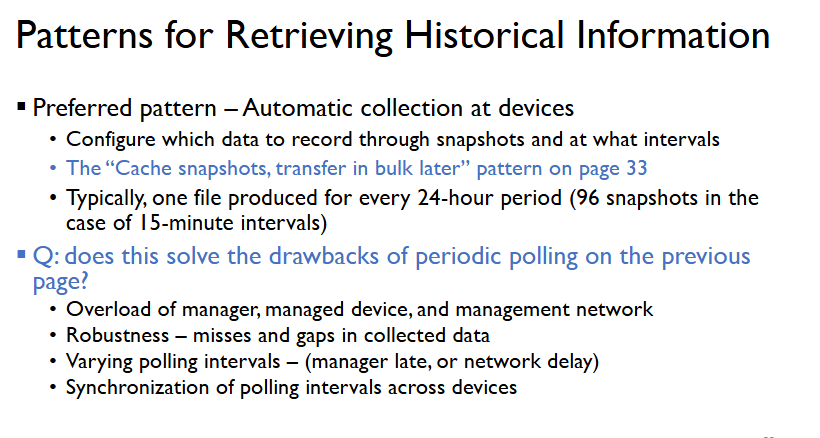 Patterns for Retrieving Historical Information
▪ Preferred pattern – Automatic collection at devices
• Configure which data to record through snapshots and at what intervals
• The “Cache snapshots, transfer in bulk later” pattern on page 33
• Typically, one file produced for every 24-hour period (96 snapshots in the
case of 15-minute intervals)
▪ Q: does this solve the drawbacks of periodic polling on the previous
page?
• Overload of manager, managed device, and management network
• Robustness – misses and gaps in collected data
• Varying polling intervals – (manager late, or network delay)
• Synchronization of polling intervals across devices